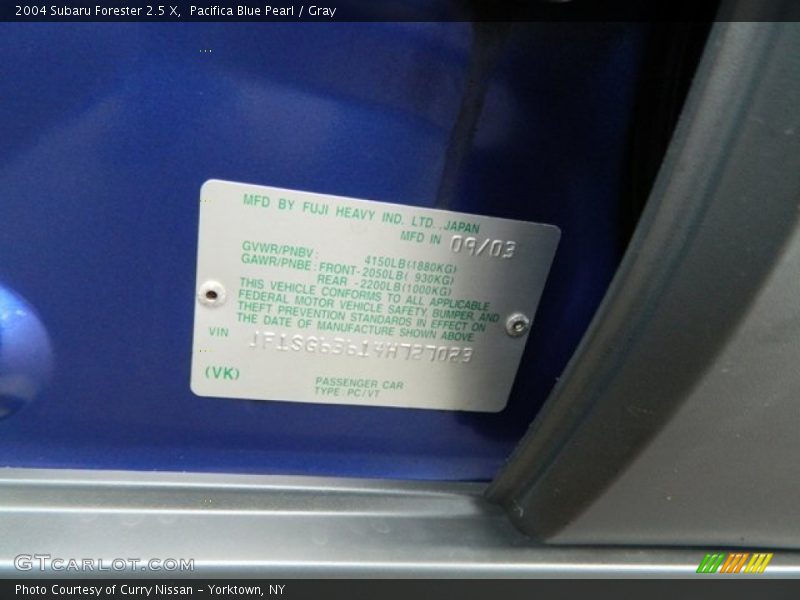 2004 Subaru Forester 2.5 X, Pacifica Blue Pearl / Gray
MFD BY FUJI HEAVY IND. LTD., JAPAN
MFD IN 09/03
GVWR/PNBV: 4150LB(1880KG)
GAWR/PNBE: FRONT-2050LB( 930KG)
REAR -2200LB(1000KG)
THIS VEHICLE CONFORMS TO ALL APPLICABLE
FEDERAL MOTOR VEHICLE SAFETY, BUMPER, AND
THEFT PREVENTION STANDARDS IN EFFECT ON
THE DATE OF MANUFACTURE SHOWN ABOVE.
VIN JF1SG63614H727023
(VK)
PASSENGER CAR
TYPE: PC/VT
GTcarlot.com
Photo Courtesy of Curry Nissan - Yorktown, NY